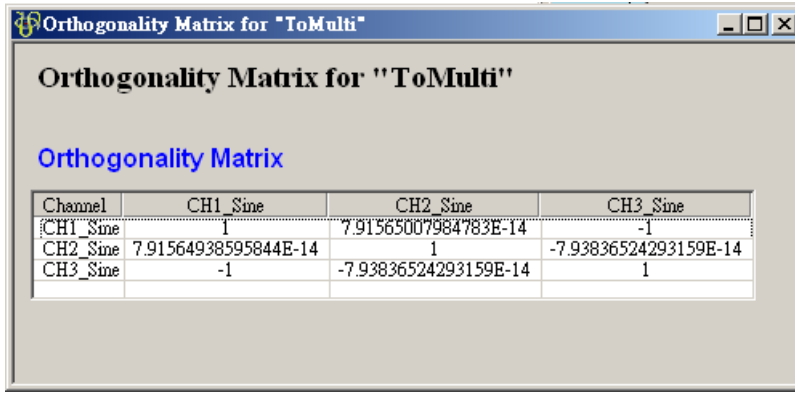 Orthogonality Matrix for "ToMulti"
Orthogonality Matrix for "ToMulti"
Orthogonality Matrix
Channel CH1_Sine CH2_Sine CH3_Sine
CH1_Sine 1 7.91565007984783E-14 -1
CH2_Sine 7.91564938595844E-14 1 -7.93836524293159E-14
CH3_Sine -1 -7.93836524293159E-14 1